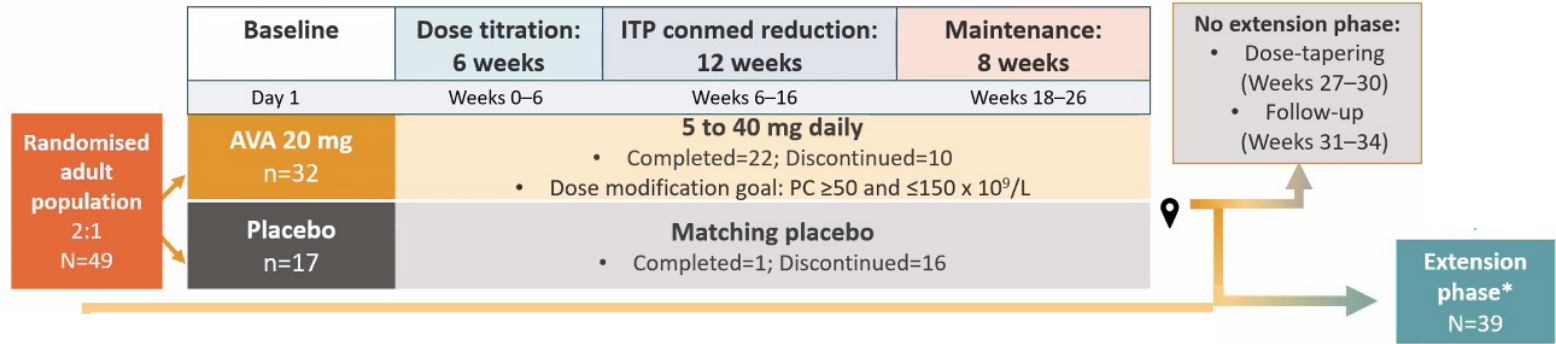 Baseline
Dose titration:
6 weeks
ITP conmed reduction:
12 weeks
Maintenance:
8 weeks
Day 1
Weeks 0–6
Weeks 6–16
Weeks 18–26
Randomised
adult
population
2:1
N=49
AVA 20 mg
n=32
5 to 40 mg daily
• Completed=22; Discontinued=10
• Dose modification goal: PC ≥50 and ≤150 x 10⁹/L
Placebo
n=17
Matching placebo
• Completed=1; Discontinued=16
No extension phase:
• Dose-tapering
(Weeks 27–30)
• Follow-up
(Weeks 31–34)
Extension
phase*
N=39